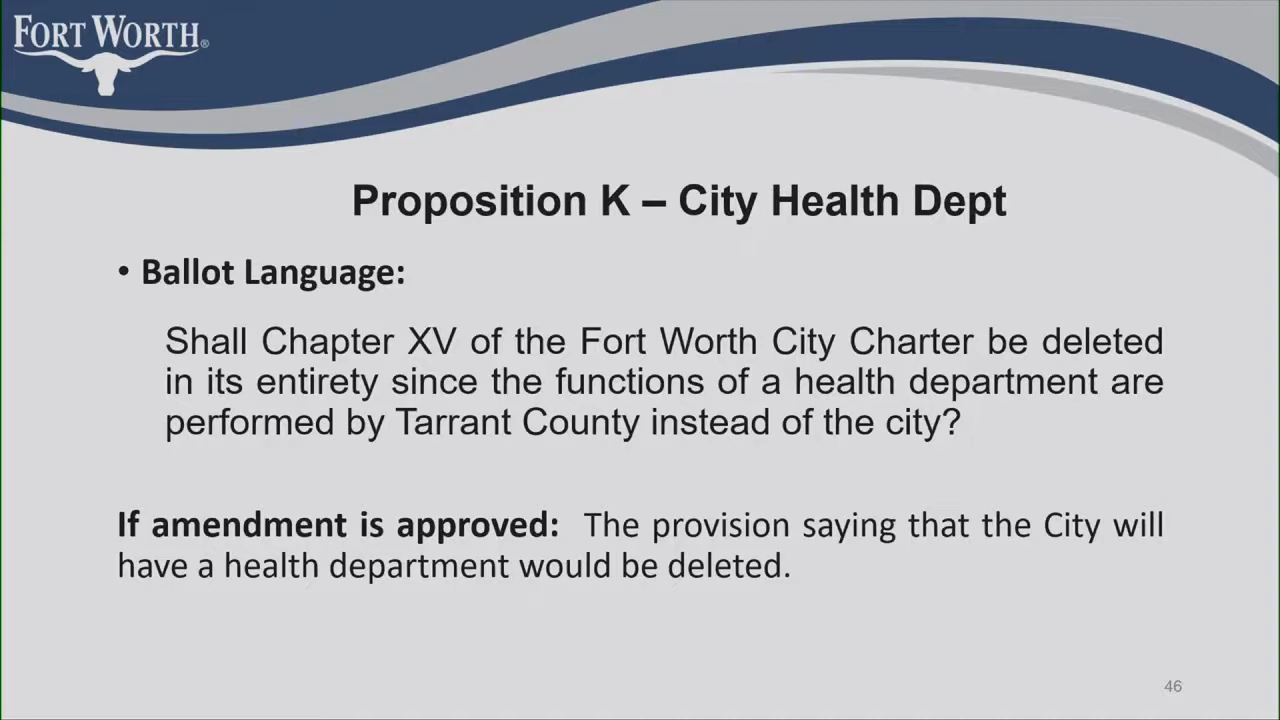 FORT WORTH®
Proposition K – City Health Dept
• Ballot Language:
Shall Chapter XV of the Fort Worth City Charter be deleted
in its entirety since the functions of a health department are
performed by Tarrant County instead of the city?
If amendment is approved: The provision saying that the City will
have a health department would be deleted.
46